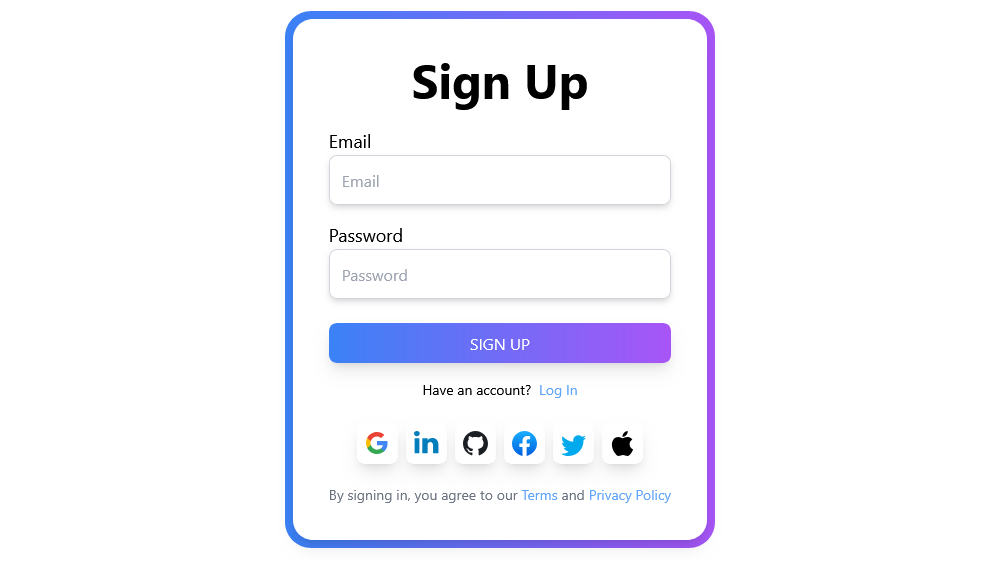 Sign Up
Email
Email
Password
Password
SIGN UP
Have an account? Log In
By signing in, you agree to our Terms and Privacy Policy